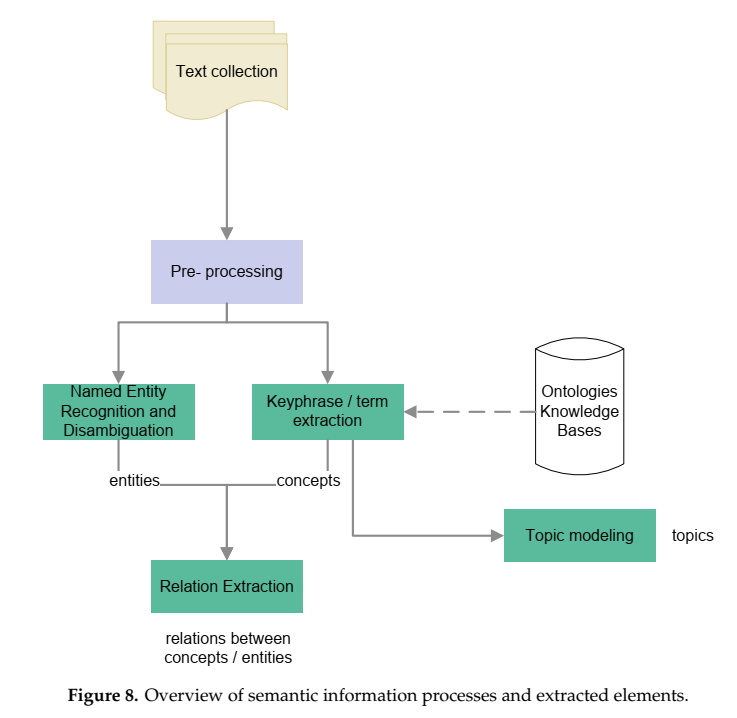 Text collection
Pre- processing
Named Entity
Recognition and
Disambiguation
Keyphrase / term
extraction
Ontologies
Knowledge
Bases
entities
concepts
Topic modeling
topics
Relation Extraction
relations between
concepts / entities
Figure 8. Overview of semantic information processes and extracted elements.